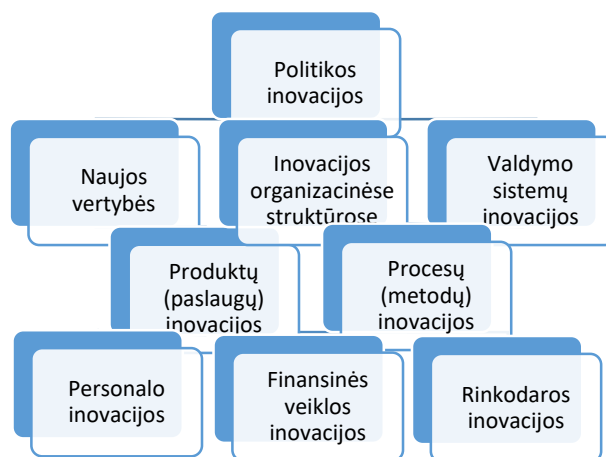 Politikos
inovacijos
Naujos
vertybės
Inovacijos
organizacinėse
struktūrose
Valdymo
sistemų
inovacijos
Produktų
(paslaugų)
inovacijos
Procesų
(metodų)
inovacijos
Personalo
inovacijos
Finansinės
veiklos
inovacijos
Rinkodaros
inovacijos